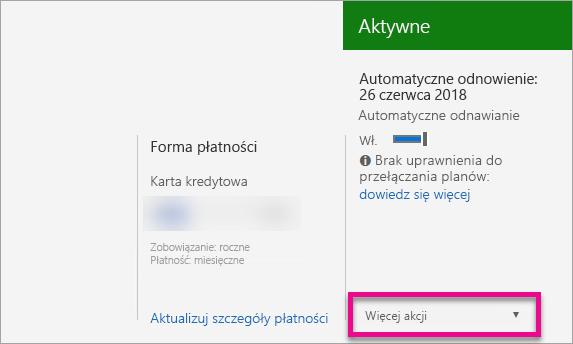 Aktywne
Automatyczne odnowienie:
26 czerwca 2018
Automatyczne odnawianie
Wł.
Brak uprawnienia do
przełączania planów:
dowiedz się więcej
Forma płatności
Karta kredytowa
Zobowiązanie: roczne
Płatność: miesięczne
Aktualizuj szczegóły płatności
Więcej akcji